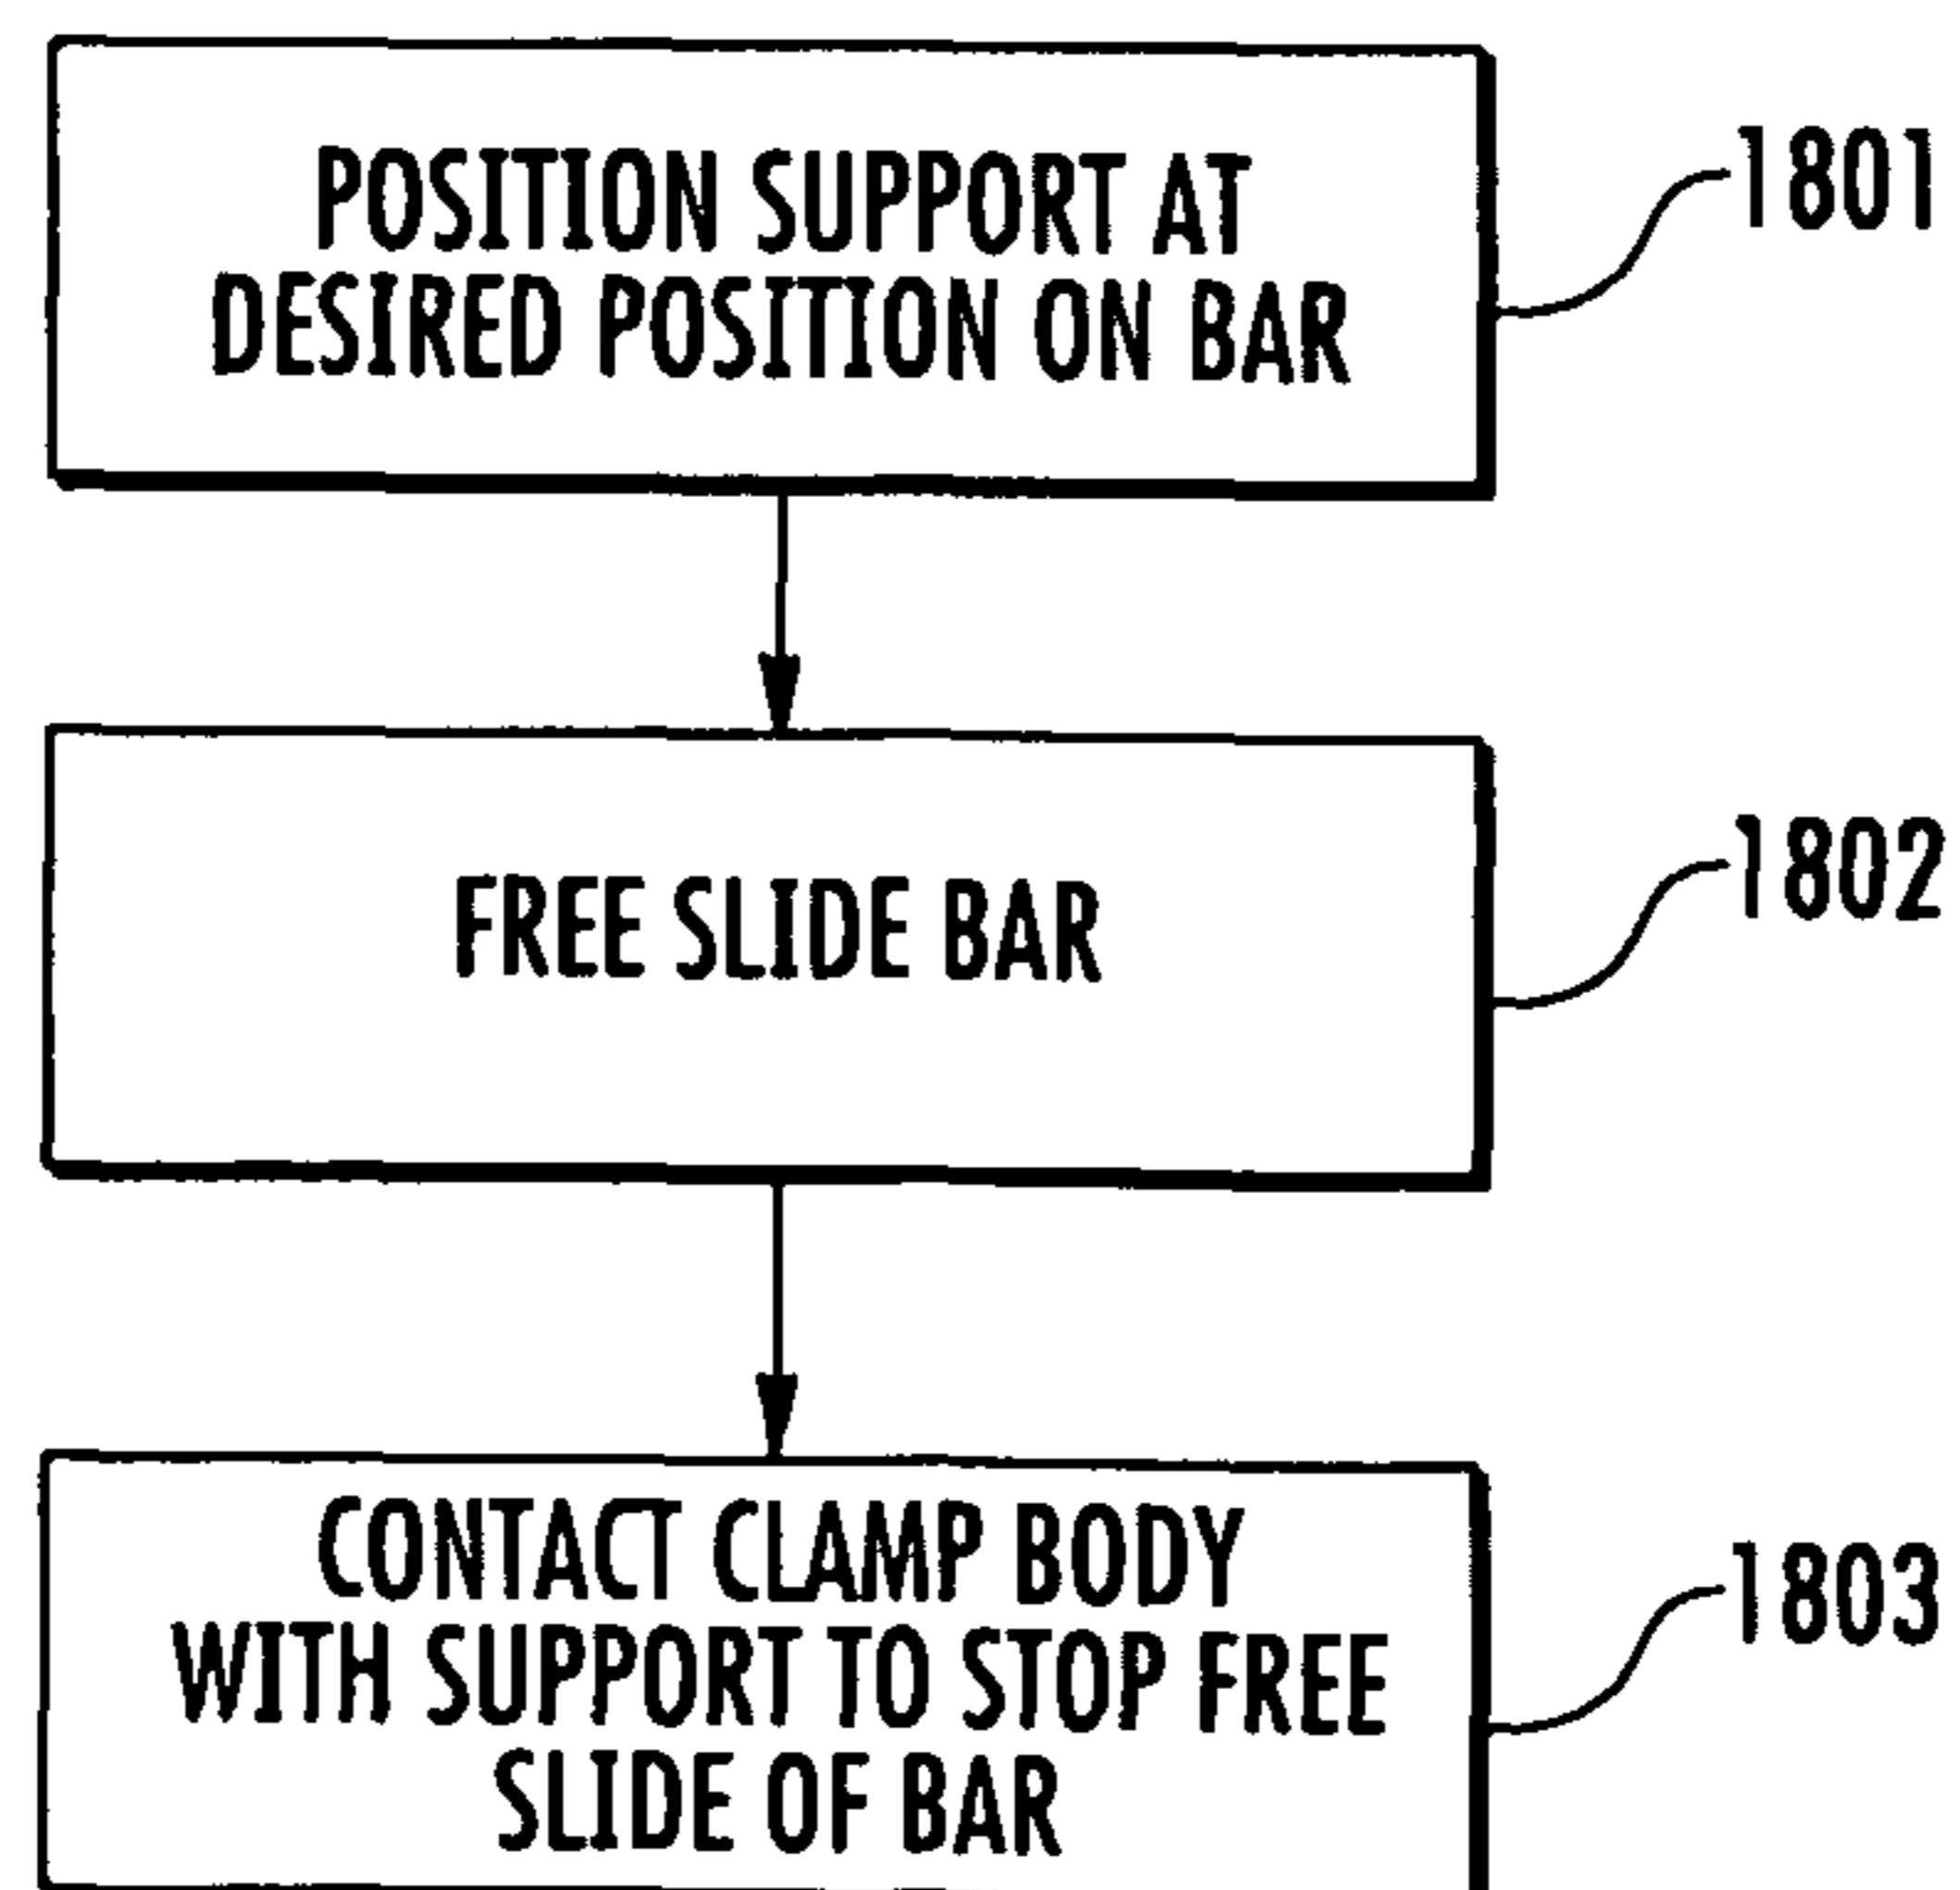 POSITION SUPPORT AT
DESIRED POSITION ON BAR
1801
FREE SLIDE BAR
1802
CONTACT CLAMP BODY
WITH SUPPORT TO STOP FREE
SLIDE OF BAR
1803